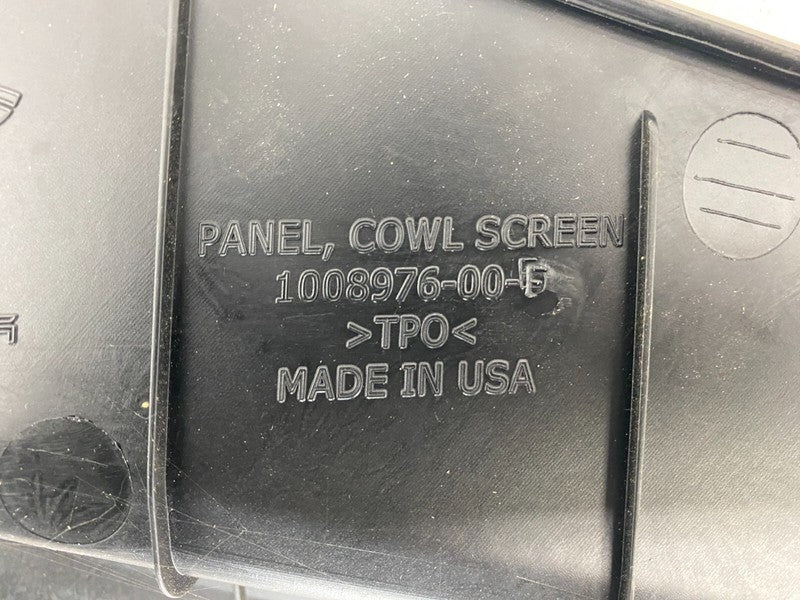 PANEL, COWL SCREEN
1008976-00-F
>TPO<
MADE IN USA